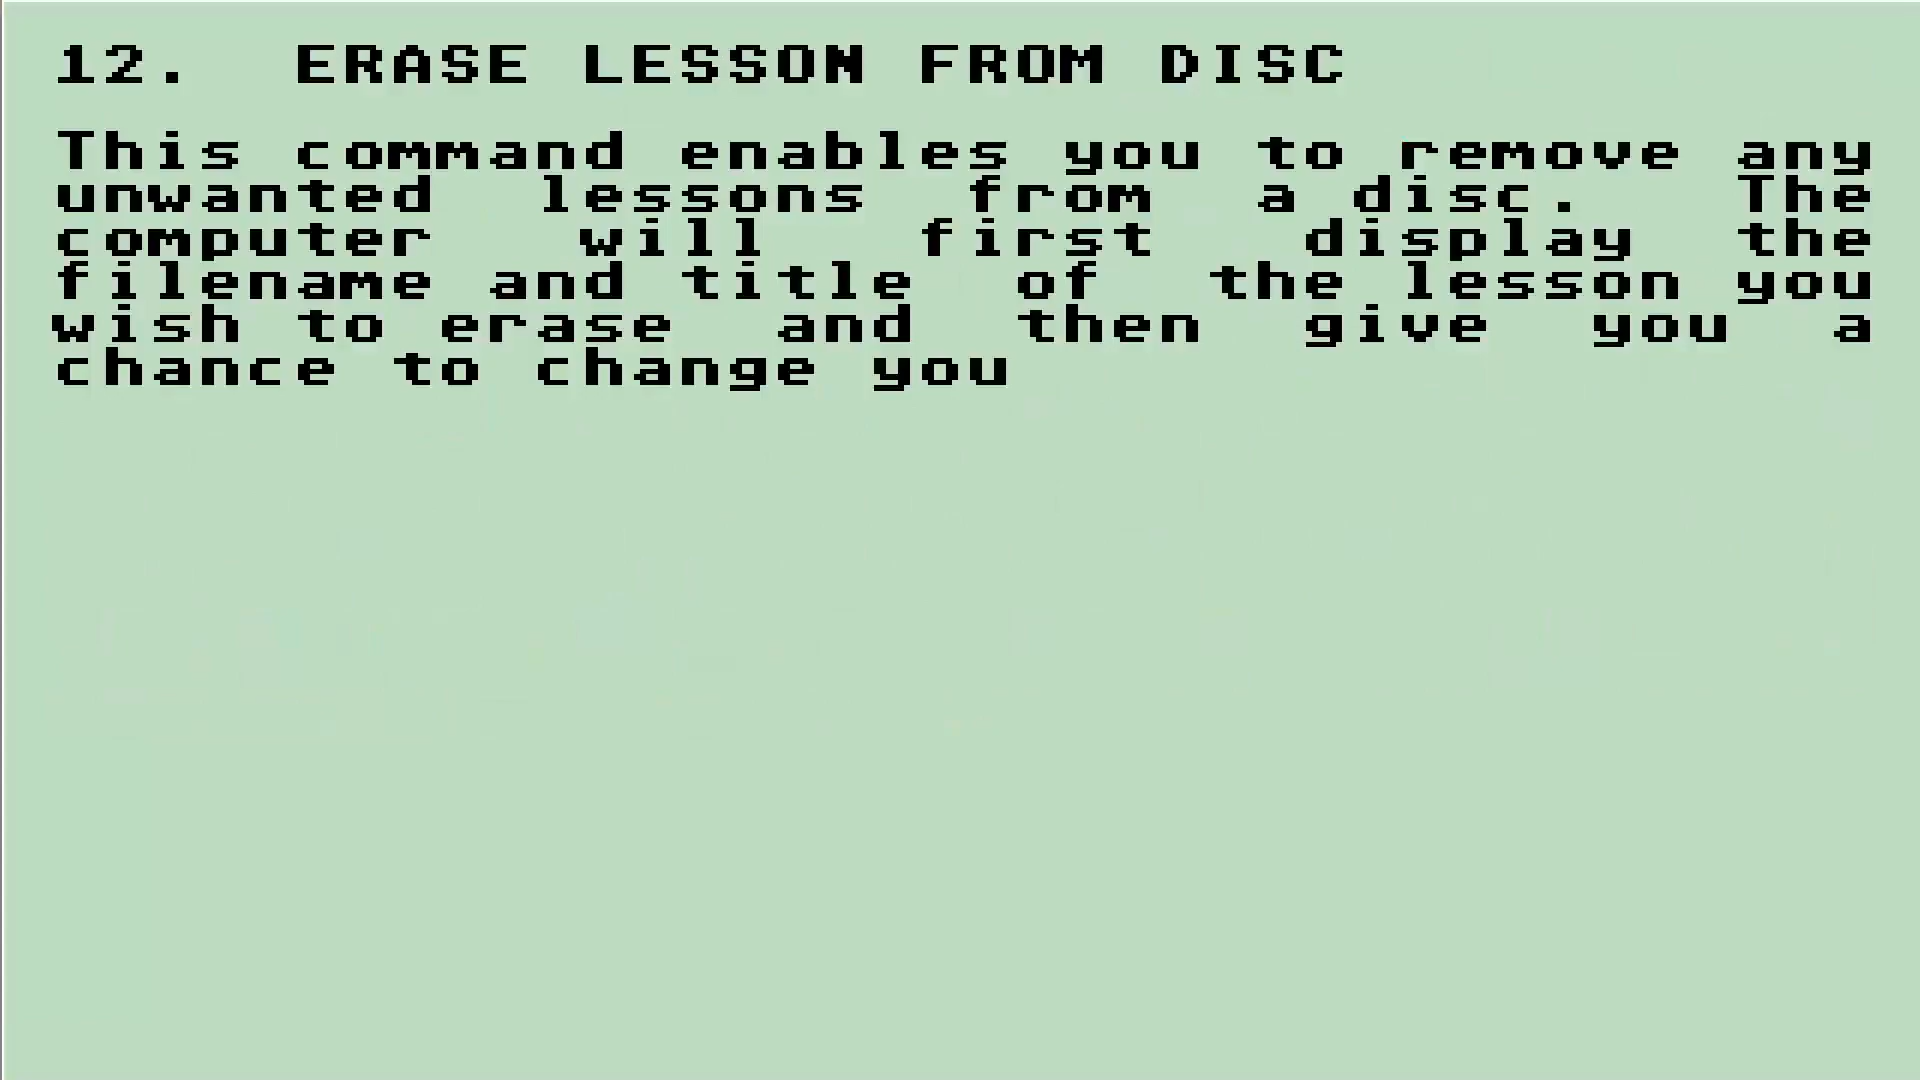 12.  ERASE LESSON FROM DISC
This command enables you to remove any
unwanted  lessons  from  a disc.   The
computer   will   first   display  the
filename and title  of  the lesson you
wish to erase  and  then  give  you  a
chance to change you